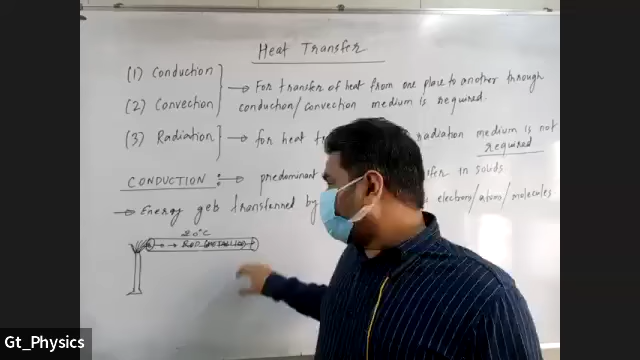 Heat Transfer
(1) Conduction
(2) Convection
→ For transfer of heat from one place to another through
conduction/convection medium is required.
(3) Radiation → for heat radiation medium is not
required
CONDUCTION :→ predominant in solids
→ Energy gets transferred by electrons/atoms/molecules.
20°C
ROD (METALLIC)
Gt_Physics